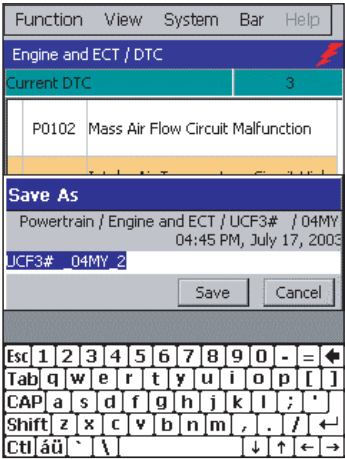 Function View System Bar Help
Engine and ECT / DTC
Current DTC 3
P0102 Mass Air Flow Circuit Malfunction
Save As
Powertrain / Engine and ECT / UCF3# / 04MY
04:45 PM, July 17, 2003
UCF3# _04MY_2
Save Cancel
Esc 1 2 3 4 5 6 7 8 9 0 - =
Tab q w e r t y u i o p [ ]
CAP a s d f g h j k l ; '
Shift z x c v b n m , . / ↵
Ctl áü ` \ ↓ ↑ ← →